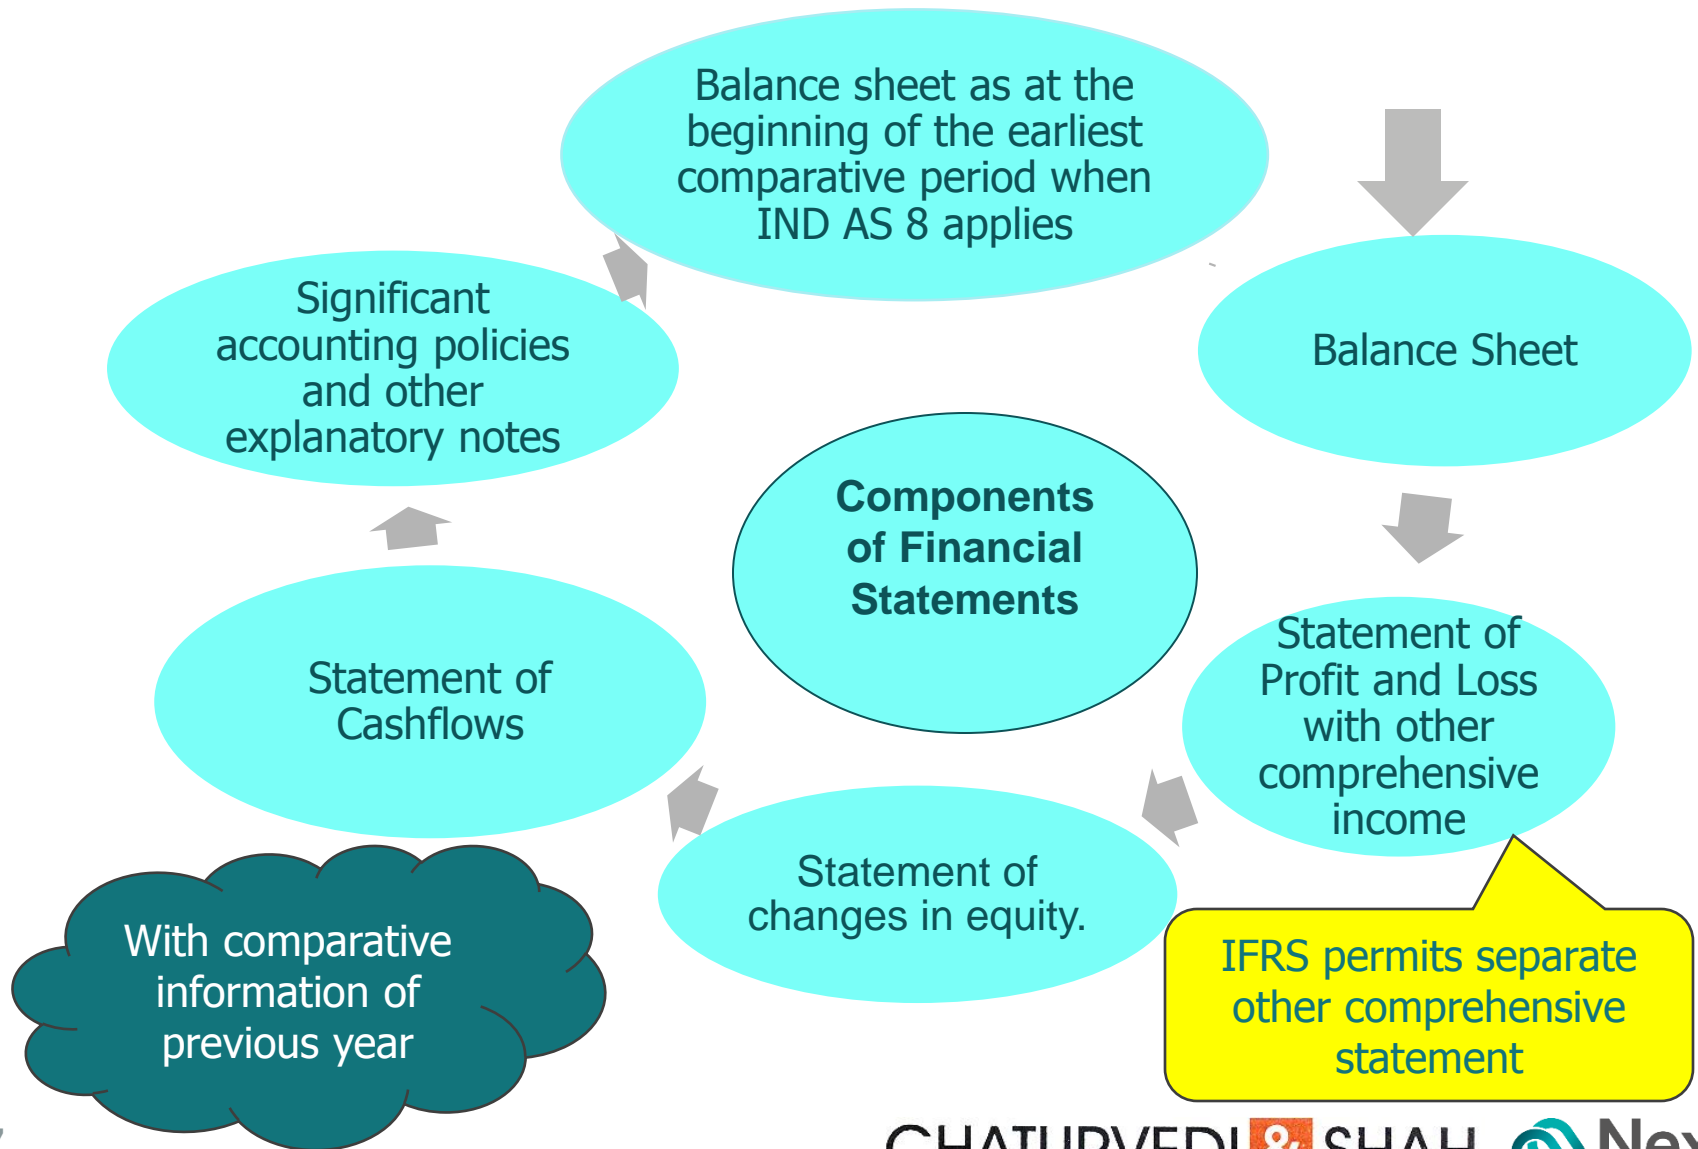 Balance sheet as at the
beginning of the earliest
comparative period when
IND AS 8 applies
Balance Sheet
Statement of
Profit and Loss
with other
comprehensive
income
IFRS permits separate
other comprehensive
statement
Statement of
changes in equity.
Statement of
Cashflows
With comparative
information of
previous year
Significant
accounting policies
and other
explanatory notes
Components
of Financial
Statements
CHATURVEDI & SHAH